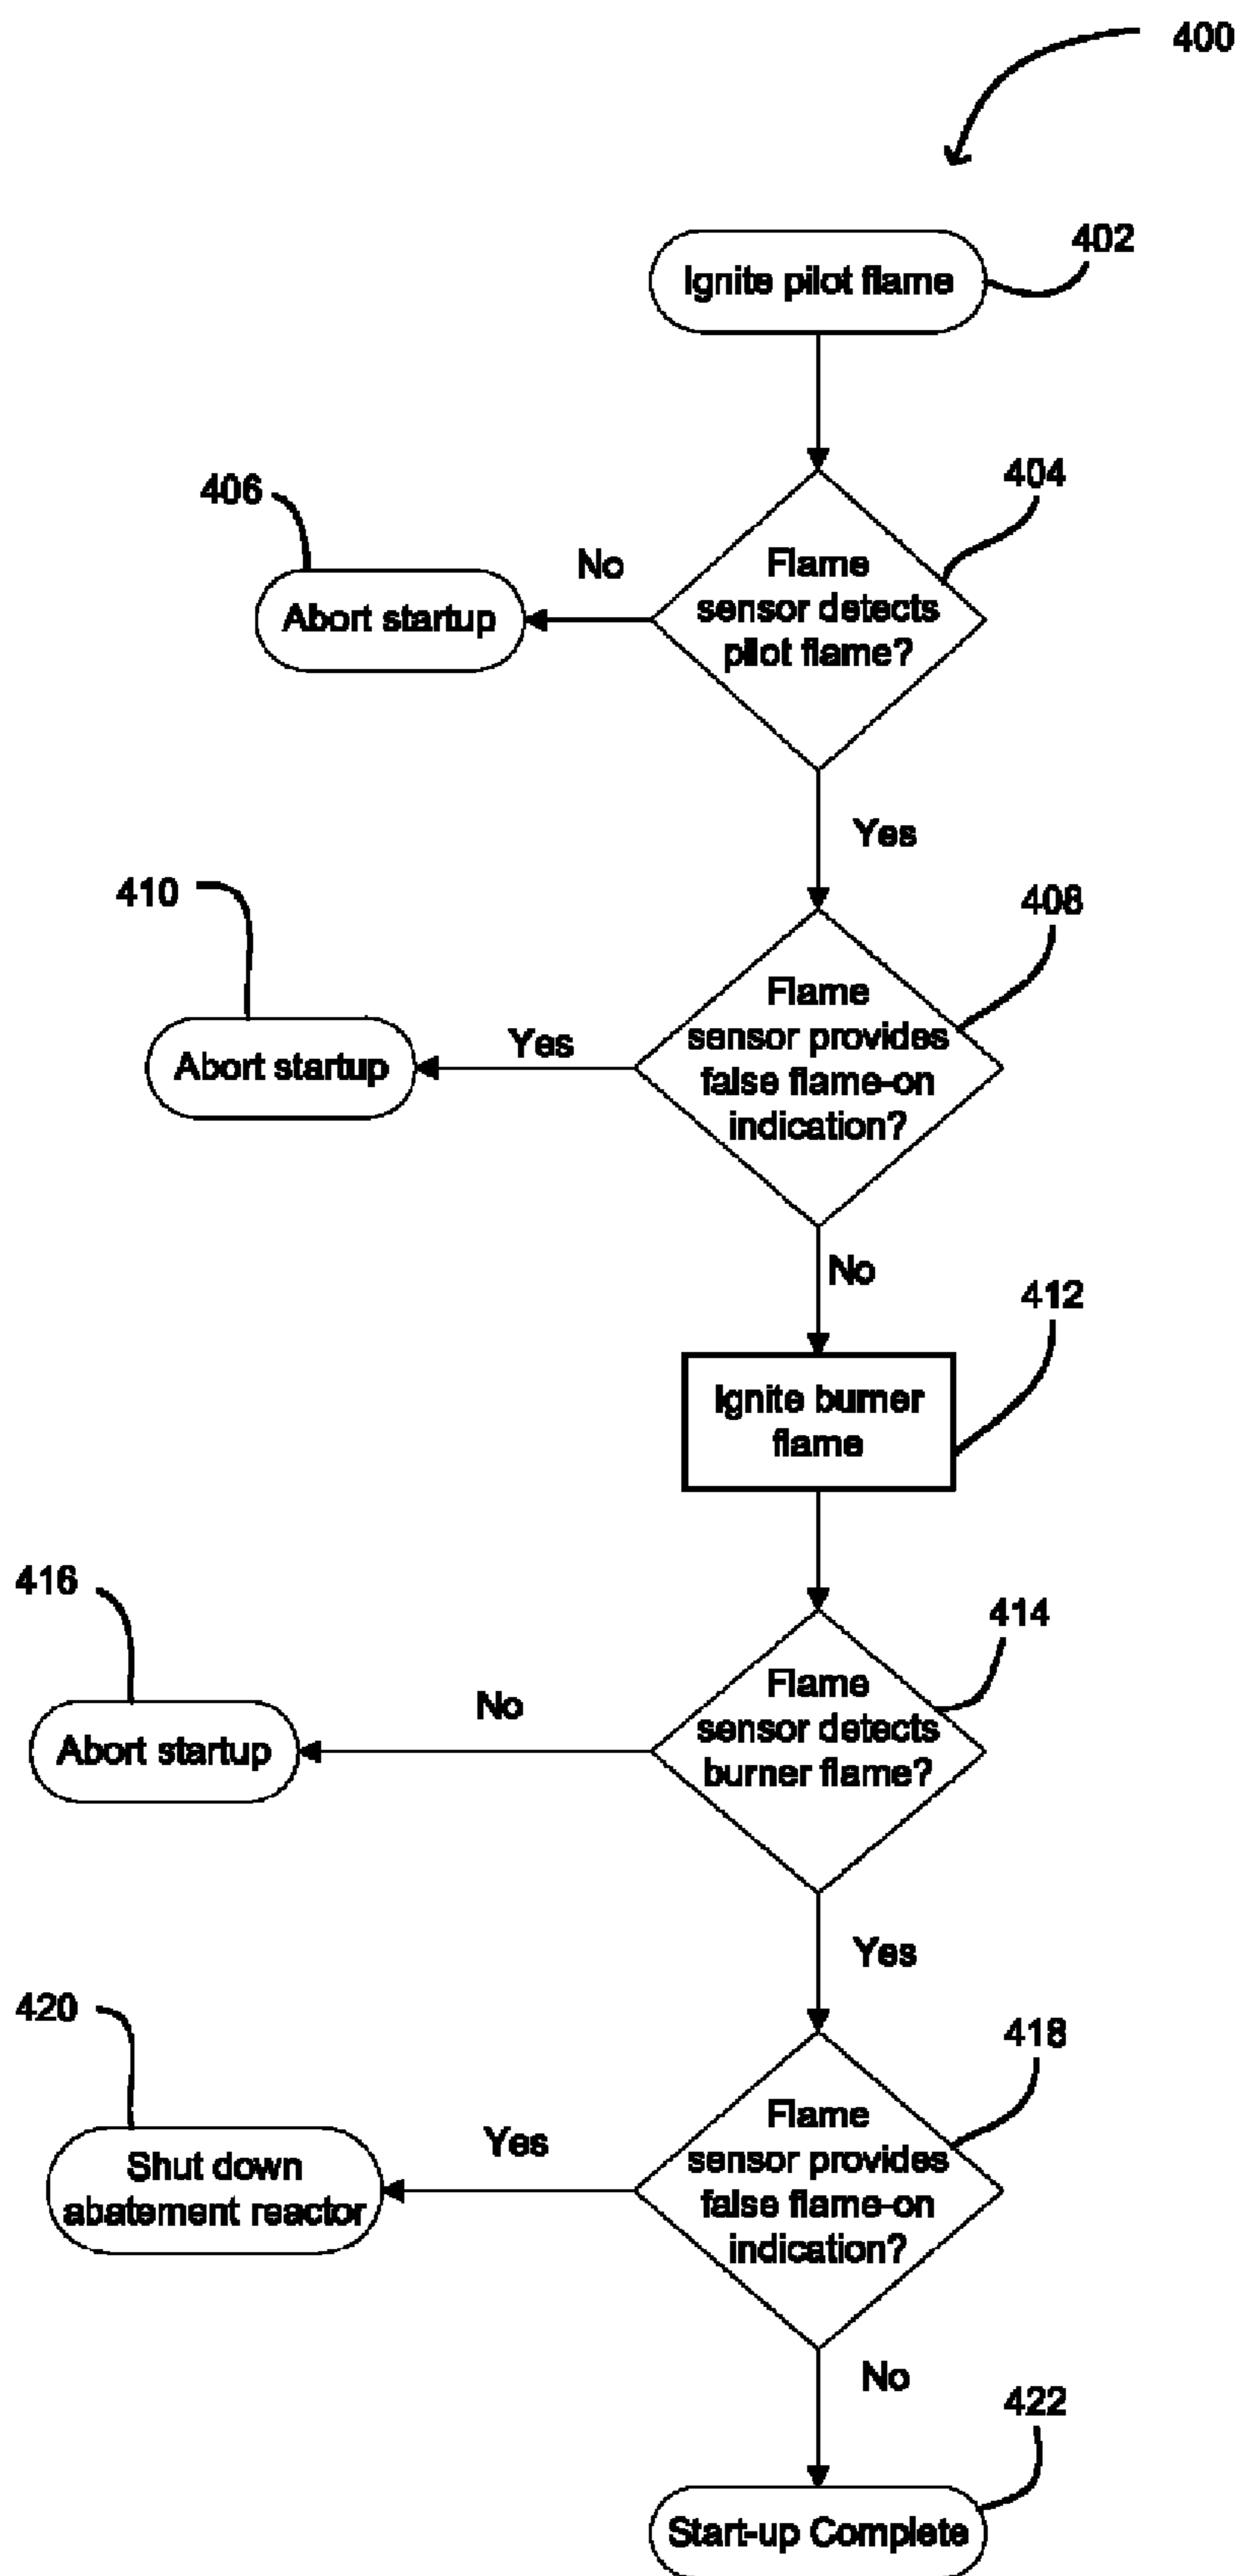 400
402
Ignite pilot flame
404
406
Flame
sensor detects
pilot flame?
No
Abort startup
Yes
408
410
Flame
sensor provides
false flame-on
indication?
Yes
Abort startup
No
412
Ignite burner
flame
414
416
Flame
sensor detects
burner flame?
No
Abort startup
Yes
418
420
Flame
sensor provides
false flame-on
indication?
Yes
Shut down
abatement reactor
No
422
Start-up Complete